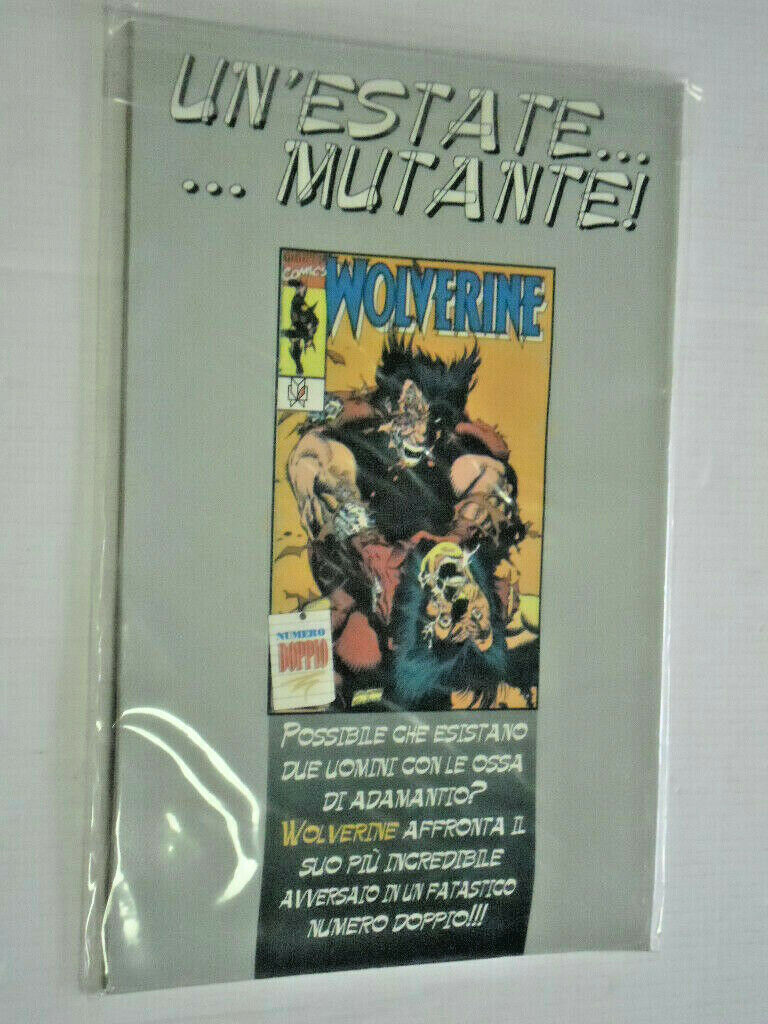 UN'ESTATE...
... MUTANTE!
COMICS
WOLVERINE
NUMERO
DOPPIO
POSSIBILE CHE ESISTANO
DUE UOMINI CON LE OSSA
DI ADAMANTIO?
WOLVERINE AFFRONTA IL
SUO PIÙ INCREDIBILE
AVVERSAIO IN UN FATASTICO
NUMERO DOPPIO!!!